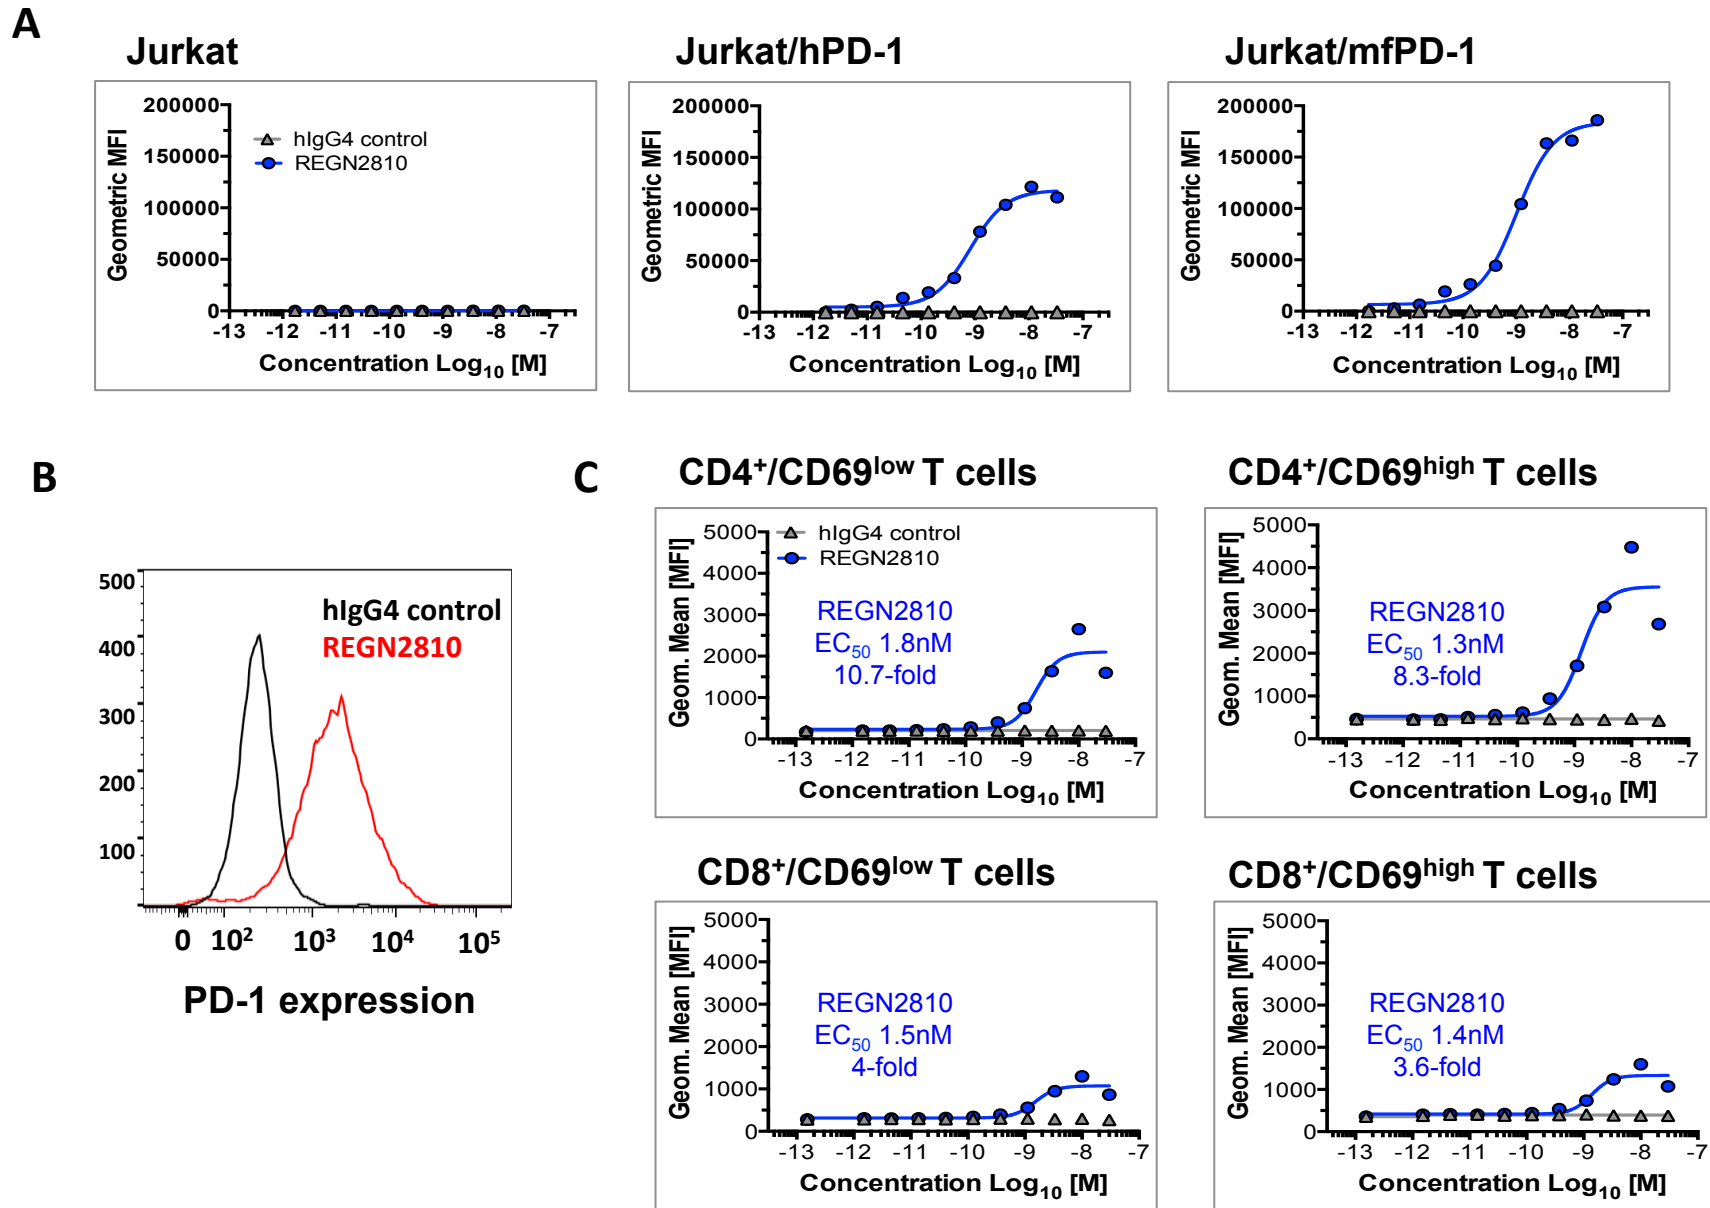 A
Jurkat
Jurkat/hPD-1
Jurkat/mfPD-1
Geometric MFI
200000
150000
100000
50000
0
hIgG4 control
REGN2810
-13 -12 -11 -10 -9 -8 -7
Concentration Log10 [M]
Geometric MFI
200000
150000
100000
50000
0
-13 -12 -11 -10 -9 -8 -7
Concentration Log10 [M]
Geometric MFI
200000
150000
100000
50000
0
-13 -12 -11 -10 -9 -8 -7
Concentration Log10 [M]
B
500
400
300
200
100
hIgG4 control
REGN2810
0 10² 10³ 10⁴ 10⁵
PD-1 expression
C
CD4⁺/CD69low T cells
Geom. Mean [MFI]
5000
4000
3000
2000
1000
0
hIgG4 control
REGN2810
REGN2810
EC50 1.8nM
10.7-fold
-13 -12 -11 -10 -9 -8 -7
Concentration Log10 [M]
CD4⁺/CD69high T cells
Geom. Mean [MFI]
5000
4000
3000
2000
1000
0
REGN2810
EC50 1.3nM
8.3-fold
-13 -12 -11 -10 -9 -8 -7
Concentration Log10 [M]
CD8⁺/CD69low T cells
Geom. Mean [MFI]
5000
4000
3000
2000
1000
0
REGN2810
EC50 1.5nM
4-fold
-13 -12 -11 -10 -9 -8 -7
Concentration Log10 [M]
CD8⁺/CD69high T cells
Geom. Mean [MFI]
5000
4000
3000
2000
1000
0
REGN2810
EC50 1.4nM
3.6-fold
-13 -12 -11 -10 -9 -8 -7
Concentration Log10 [M]